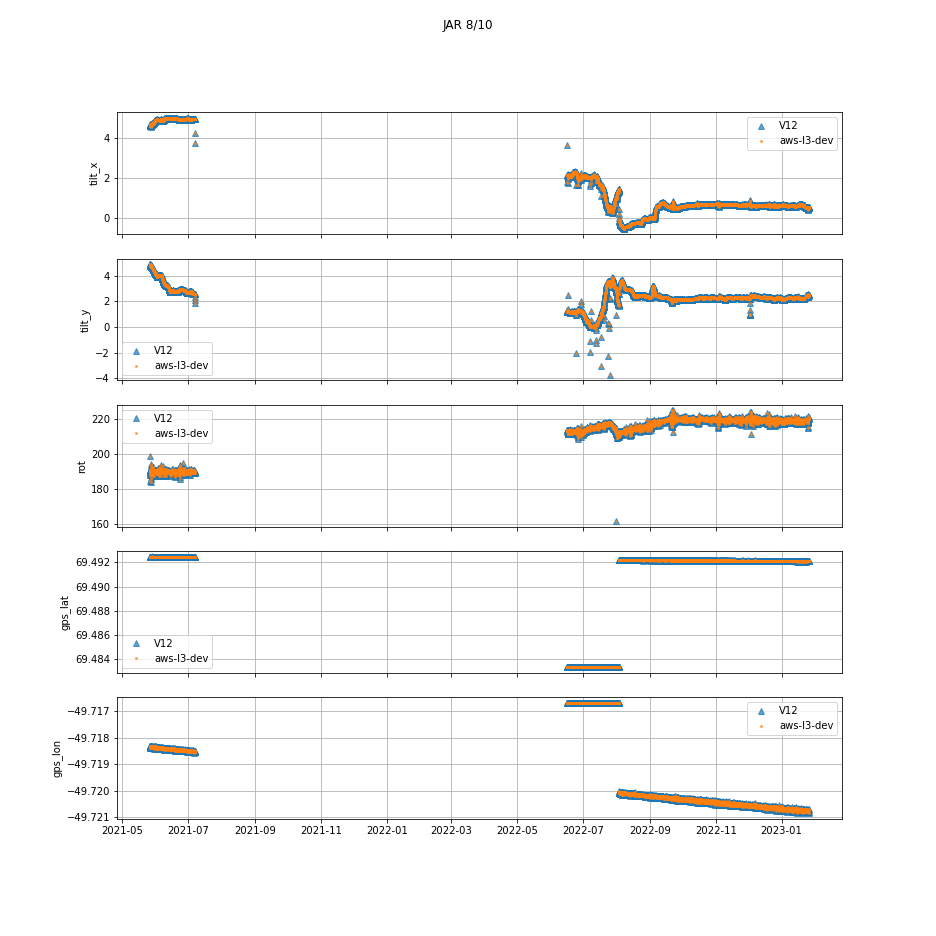 JAR 8/10
4
2
0
tilt_x
V12
aws-l3-dev
4
2
0
−2
−4
tilt_y
V12
aws-l3-dev
220
200
180
160
rot
V12
aws-l3-dev
69.492
69.490
69.488
69.486
69.484
gps_lat
V12
aws-l3-dev
−49.717
−49.718
−49.719
−49.720
−49.721
gps_lon
V12
aws-l3-dev
2021-05 2021-07 2021-09 2021-11 2022-01 2022-03 2022-05 2022-07 2022-09 2022-11 2023-01